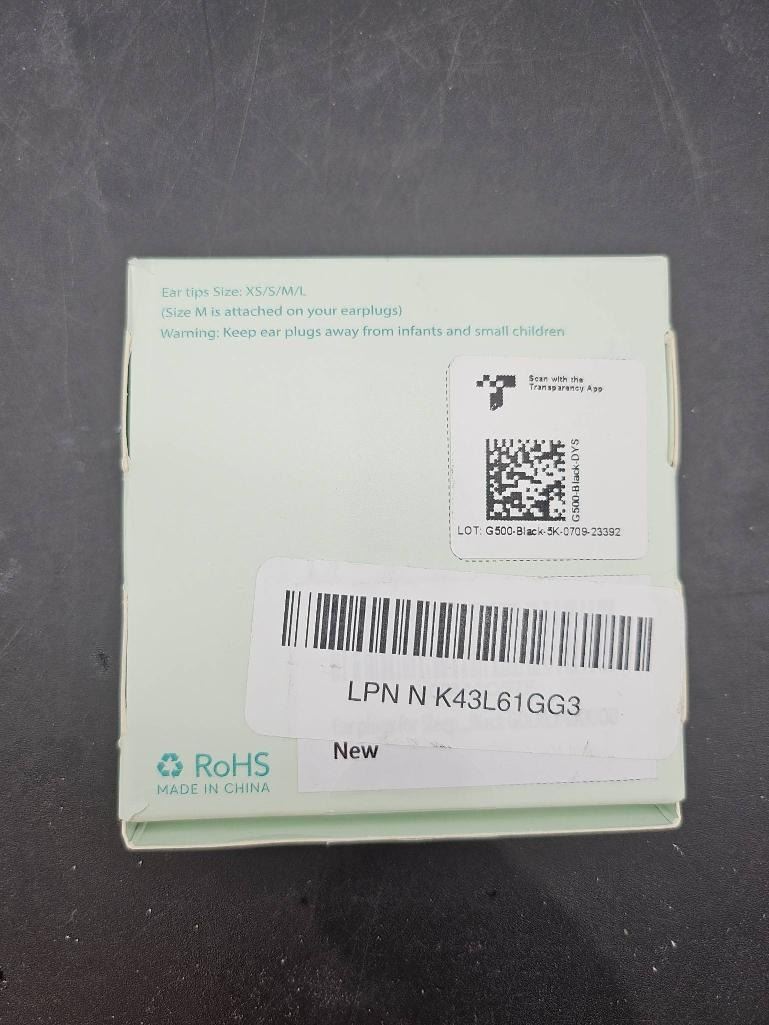 Ear tips Size: XS/S/M/L
(Size M is attached on your earplugs)
Warning: Keep ear plugs away from infants and small children
Scan with the
Transparency App
G500-Black-DYS
LOT: G500-Black-5K-0709-23392
LPN N K43L61GG3
New
RoHS
MADE IN CHINA